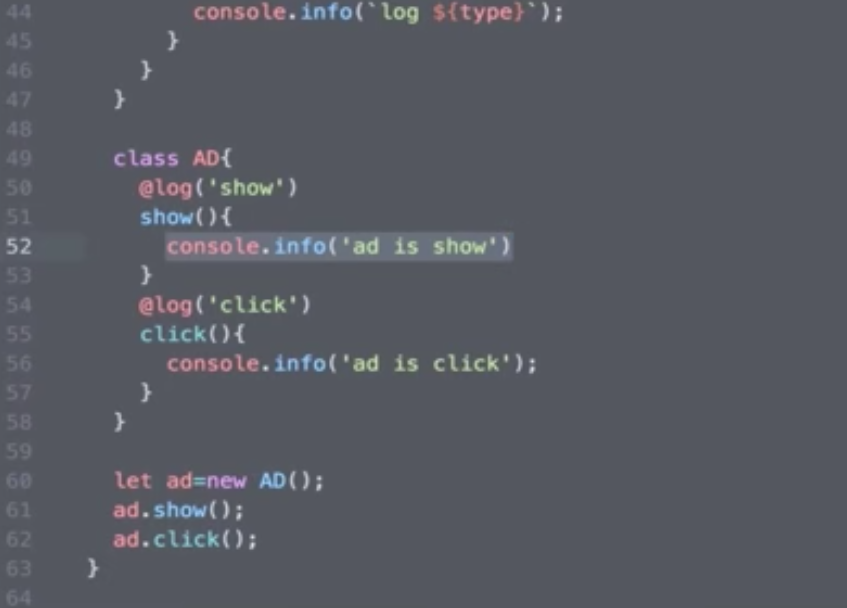 44 console.info(`log ${type}`);
45 }
46 }
47 }
48
49 class AD{
50 @log('show')
51 show(){
52 console.info('ad is show')
53 }
54 @log('click')
55 click(){
56 console.info('ad is click');
57 }
58 }
59
60 let ad=new AD();
61 ad.show();
62 ad.click();
63 }
64